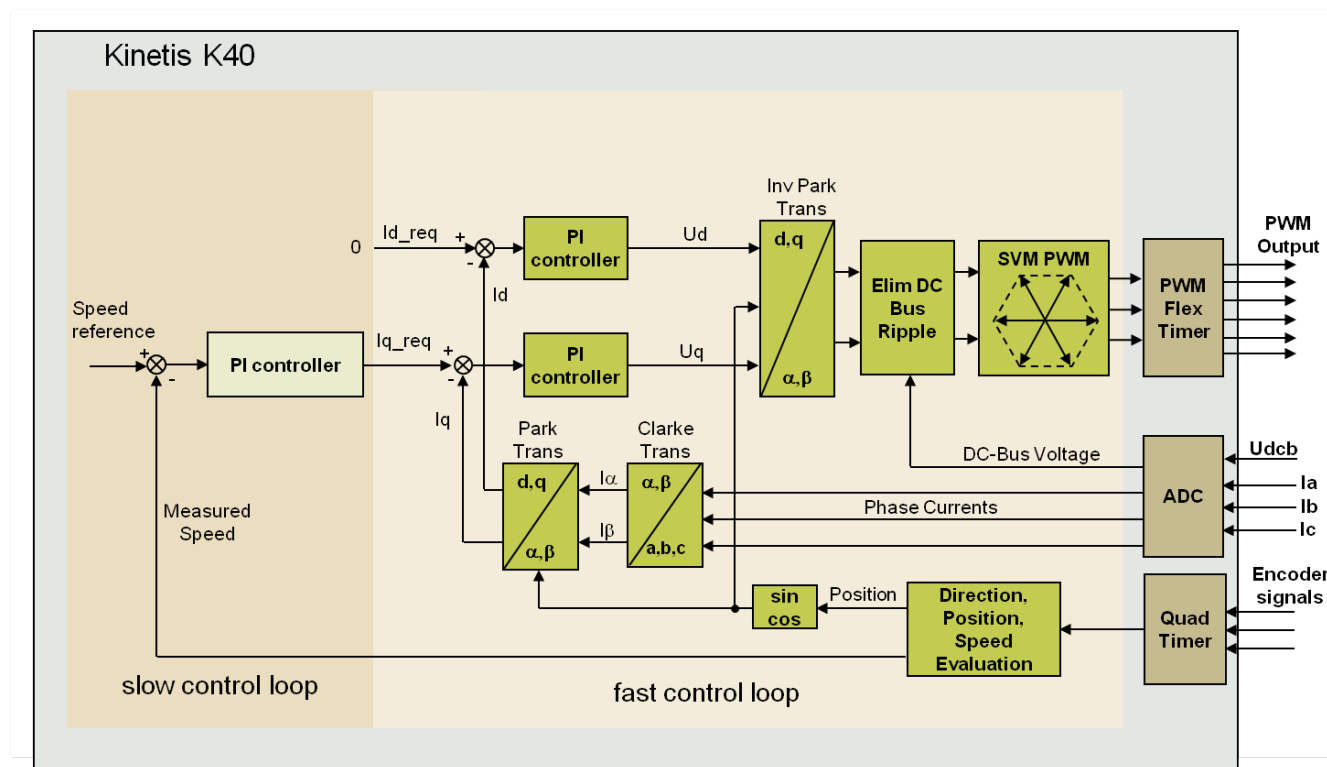 Kinetis K40
Inv Park
Trans
PWM
Output
0
Id_req
+
-
PI
controller
Ud
d,q
α,β
Elim DC
Bus
Ripple
SVM PWM
PWM
Flex
Timer
Id
Speed
reference
+
-
PI controller
Iq_req
+
-
PI
controller
Uq
Iq
Park
Trans
Clarke
Trans
DC-Bus Voltage
Udcb
d,q
α,β
Iα
Iβ
α,β
a,b,c
Phase Currents
ADC
Ia
Ib
Ic
Measured
Speed
sin
cos
Position
Direction,
Position,
Speed
Evaluation
Quad
Timer
Encoder
signals
slow control loop
fast control loop